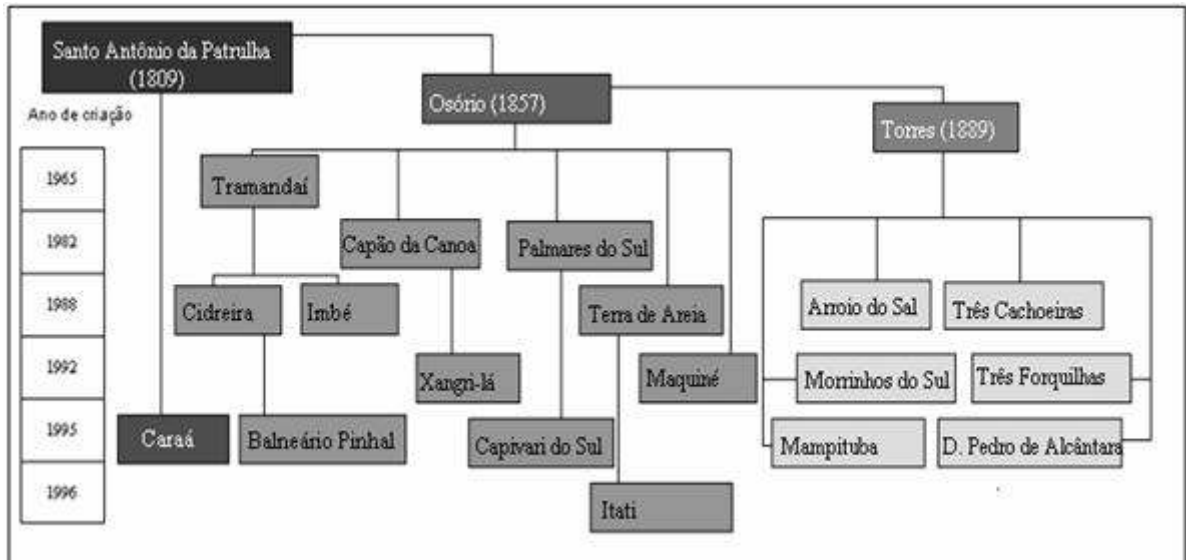 Santo Antônio da Patrulha
(1809)
Osório (1857)
Torres (1889)
Ano de criação
1965
Tramandaí
1982
Capão da Canoa
Palmares do Sul
1988
Cidreira
Imbé
Terra de Areia
Arroio do Sal
Três Cachoeiras
1992
Xangri-lá
Maquiné
Morrinhos do Sul
Três Forquilhas
1995
Caraá
Balneário Pinhal
Capivari do Sul
Mampituba
D. Pedro de Alcântara
1996
Itati